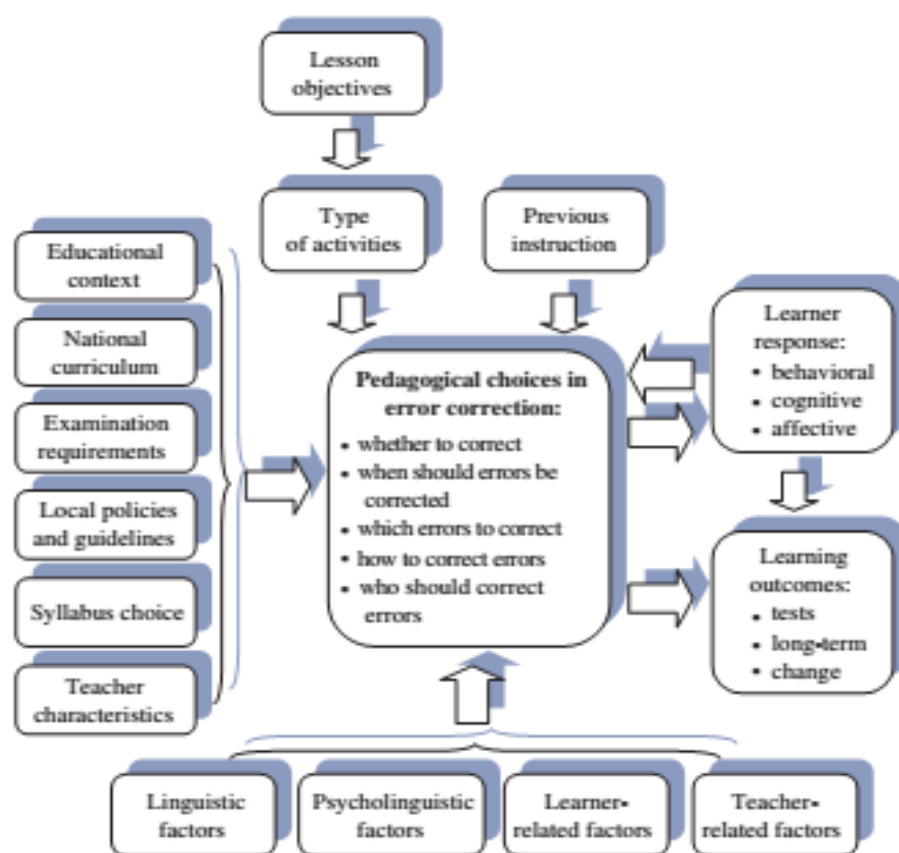 Lesson
objectives
Type
of activities
Previous
instruction
Educational
context
National
curriculum
Examination
requirements
Local policies
and guidelines
Syllabus choice
Teacher
characteristics
Pedagogical choices in
error correction:
• whether to correct
• when should errors be
corrected
• which errors to correct
• how to correct errors
• who should correct
errors
Learner
response:
• behavioral
• cognitive
• affective
Learning
outcomes:
• tests
• long-term
• change
Linguistic
factors
Psycholinguistic
factors
Learner-
related factors
Teacher-
related factors